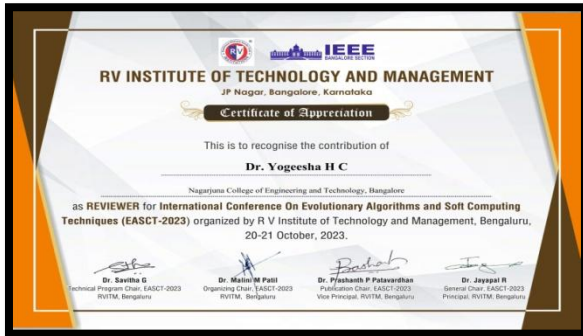 RV
IEEE
BANGALORE SECTION
RV INSTITUTE OF TECHNOLOGY AND MANAGEMENT
JP Nagar, Bangalore, Karnataka
Certificate of Appreciation
This is to recognise the contribution of
Dr. Yogeesha H C
Nagarjuna College of Engineering and Technology, Bangalore
as REVIEWER for International Conference On Evolutionary Algorithms and Soft Computing
Techniques (EASCT-2023) organized by R V Institute of Technology and Management, Bengaluru,
20-21 October, 2023.
Dr. Savitha G
Technical Program Chair, EASCT-2023
RVITM, Bengaluru
Dr. Malini M Patil
Organizing Chair, EASCT-2023
RVITM, Bengaluru
Dr. Prashanth P Patavardhan
Publication Chair, EASCT-2023
Vice Principal, RVITM, Bengaluru
Dr. Jayapal R
General Chair, EASCT-2023
Principal, RVITM, Bengaluru